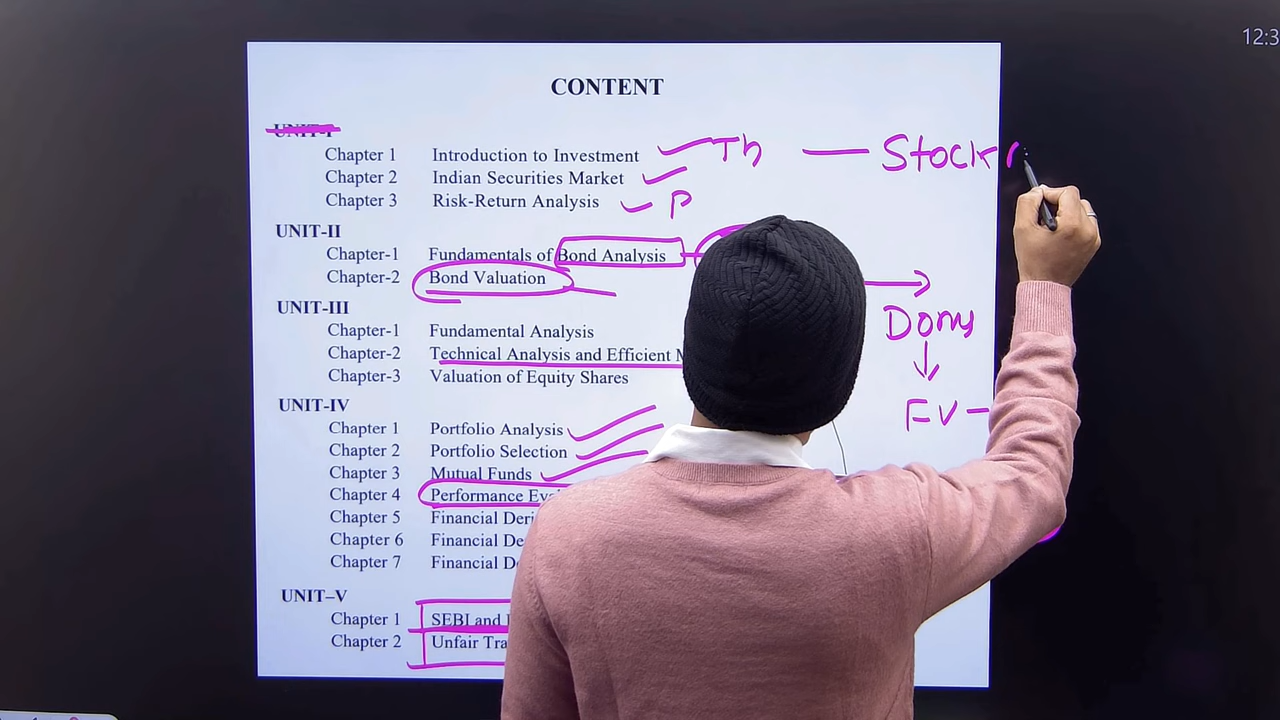 12:3
CONTENT
UNIT-I
Chapter 1 Introduction to Investment Th — Stock
Chapter 2 Indian Securities Market
Chapter 3 Risk-Return Analysis P
UNIT-II
Chapter-1 Fundamentals of Bond Analysis
Chapter-2 Bond Valuation
UNIT-III
Chapter-1 Fundamental Analysis
Chapter-2 Technical Analysis and Efficient M
Chapter-3 Valuation of Equity Shares
FV
UNIT-IV
Chapter 1 Portfolio Analysis
Chapter 2 Portfolio Selection
Chapter 3 Mutual Funds
Chapter 4 Performance Eva
Chapter 5 Financial Deri
Chapter 6 Financial De
Chapter 7 Financial D
UNIT–V
Chapter 1 SEBI and
Chapter 2 Unfair Tra